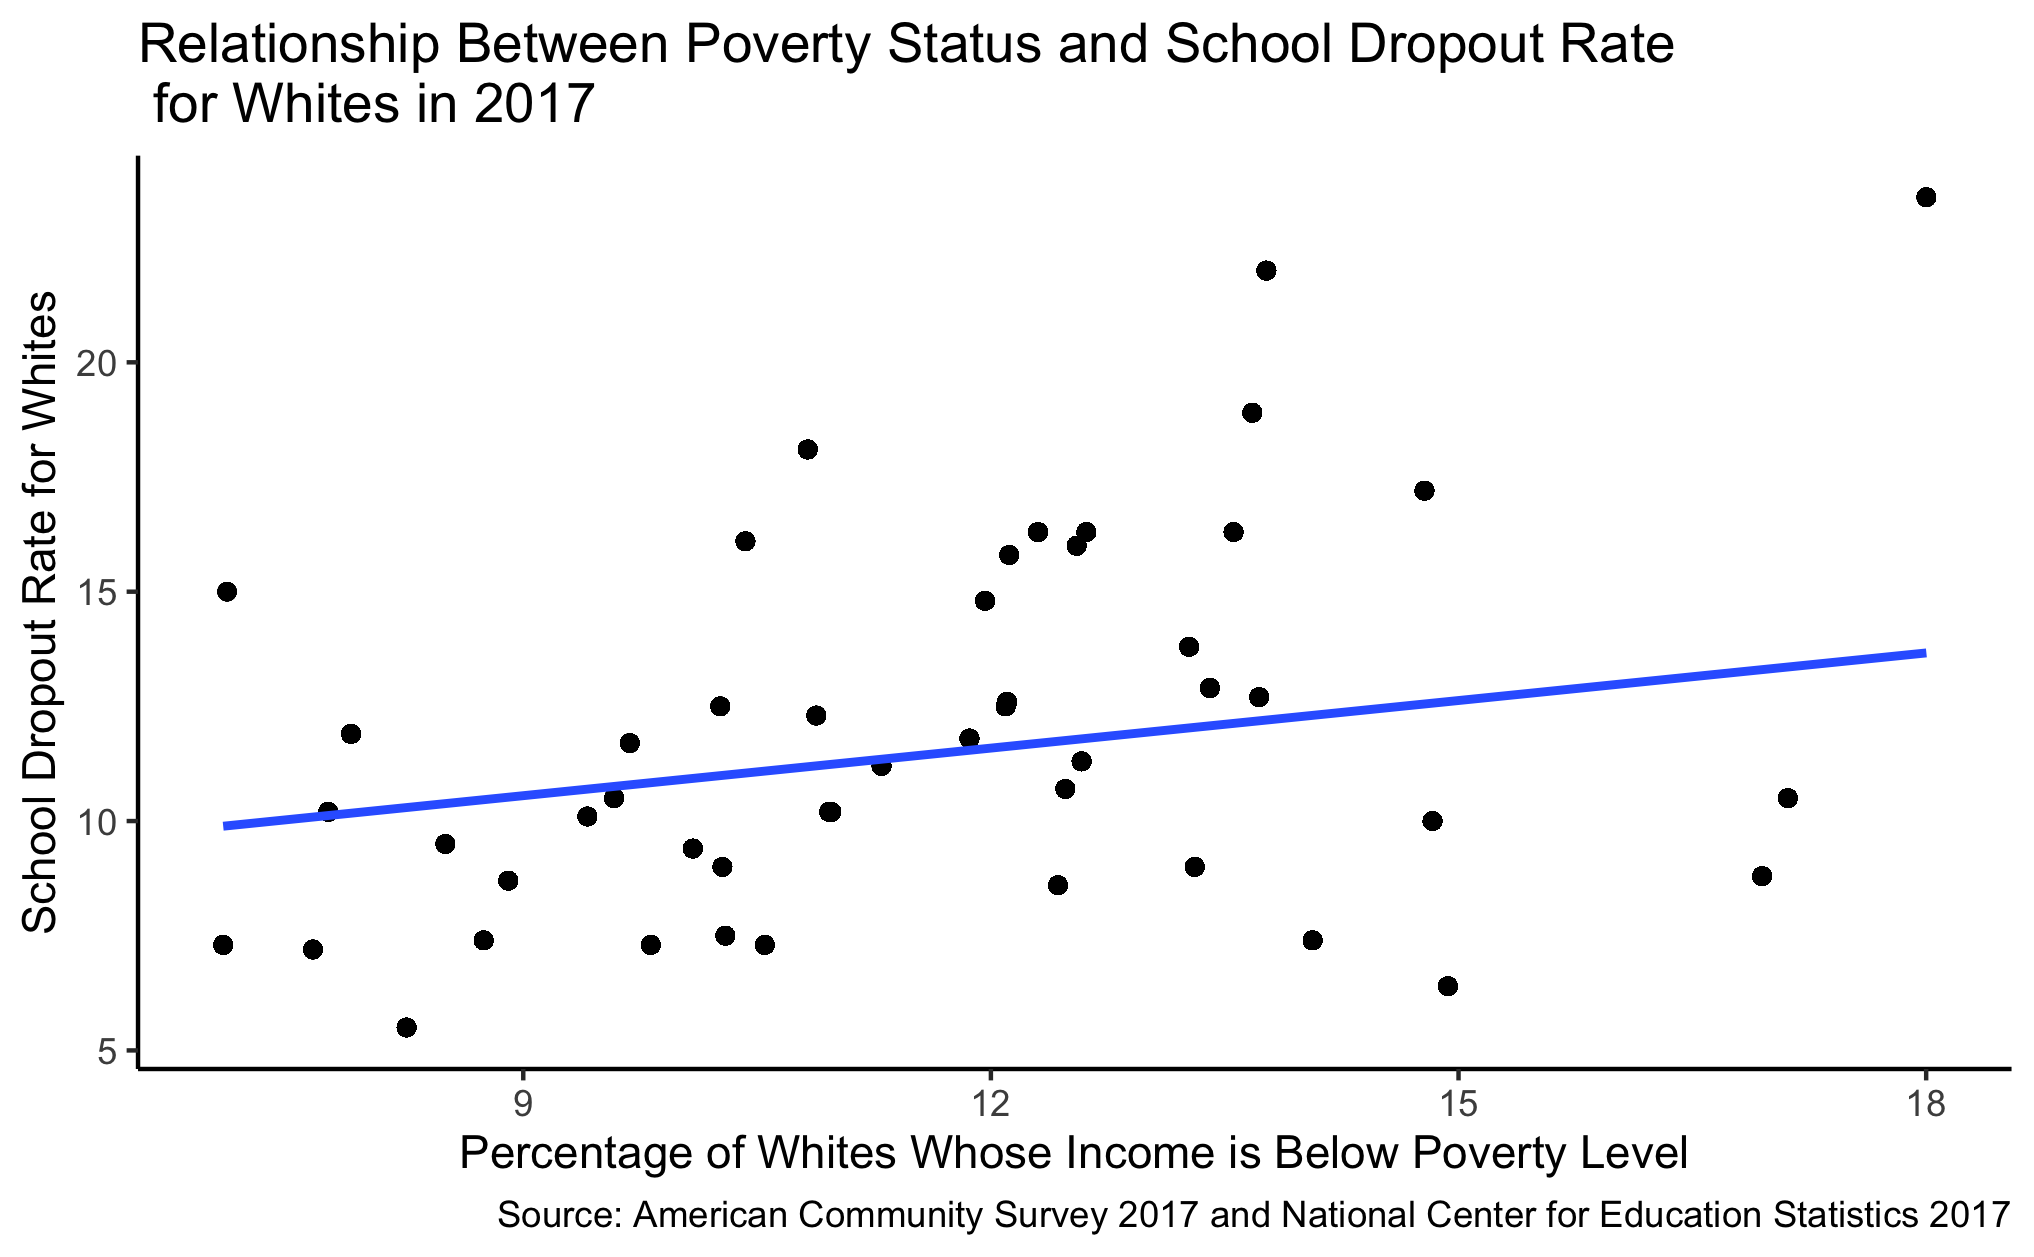 Relationship Between Poverty Status and School Dropout Rate
for Whites in 2017
School Dropout Rate for Whites
20
15
10
5
9
12
15
18
Percentage of Whites Whose Income is Below Poverty Level
Source: American Community Survey 2017 and National Center for Education Statistics 2017